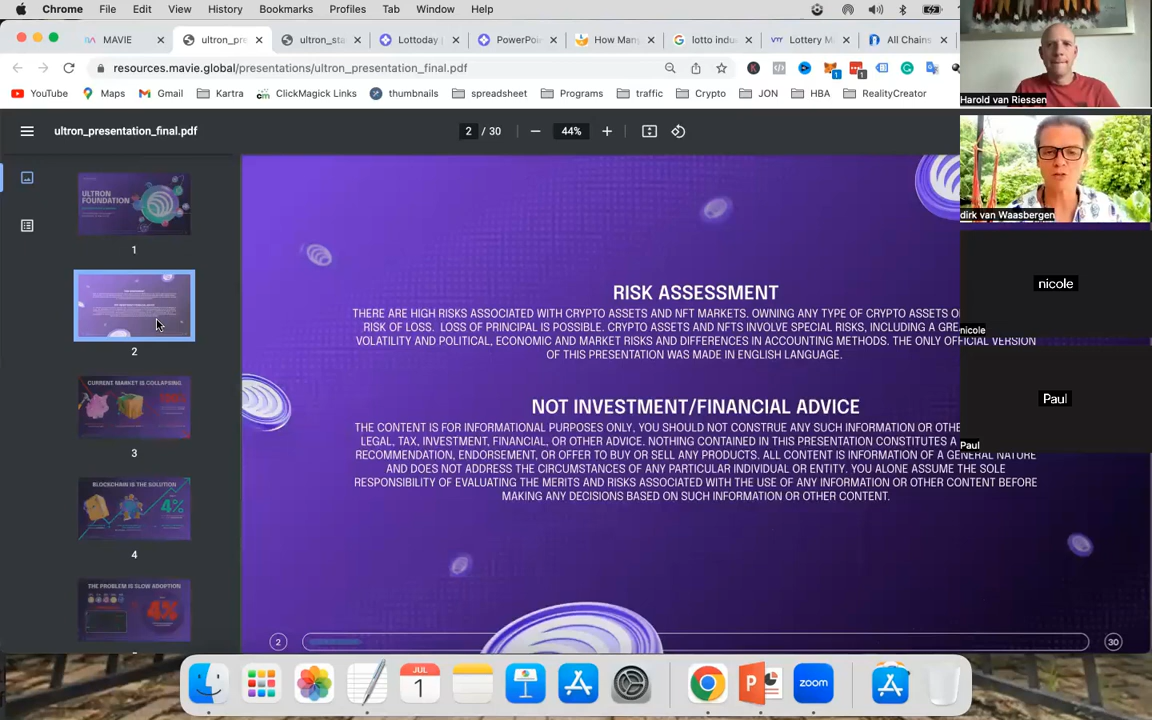 Chrome File Edit View History Bookmarks Profiles Tab Window Help
MAVIE ultron_pre ultron_sta Lottoday PowerPoin How Man lotto indu Lottery M All Chains
resources.mavie.global/presentations/ultron_presentation_final.pdf
YouTube Maps Gmail Kartra ClickMagick Links thumbnails spreadsheet Programs traffic Crypto JON HBA RealityCreator
Harold van Riessen
ultron_presentation_final.pdf 2 / 30 44%
dirk van Waasbergen
ULTRON
FOUNDATION
1
nicole
nicole
RISK ASSESSMENT
THERE ARE HIGH RISKS ASSOCIATED WITH CRYPTO ASSETS AND NFT MARKETS. OWNING ANY TYPE OF CRYPTO ASSETS
RISK OF LOSS. LOSS OF PRINCIPAL IS POSSIBLE. CRYPTO ASSETS AND NFTS INVOLVE SPECIAL RISKS, INCLUDING A
VOLATILITY AND POLITICAL, ECONOMIC AND MARKET RISKS AND DIFFERENCES IN ACCOUNTING METHODS. THE ONLY OFFICIAL VERSION
OF THIS PRESENTATION WAS MADE IN ENGLISH LANGUAGE.
2
CURRENT MARKET IS COLLAPSING
3
Paul
Paul
NOT INVESTMENT/FINANCIAL ADVICE
THE CONTENT IS FOR INFORMATIONAL PURPOSES ONLY, YOU SHOULD NOT CONSTRUE ANY SUCH INFORMATION OR
LEGAL, TAX, INVESTMENT, FINANCIAL, OR OTHER ADVICE. NOTHING CONTAINED IN THIS PRESENTATION CONSTITUTES A
RECOMMENDATION, ENDORSEMENT, OR OFFER TO BUY OR SELL ANY PRODUCTS. ALL CONTENT IS INFORMATION OF A GENERAL NATURE
AND DOES NOT ADDRESS THE CIRCUMSTANCES OF ANY PARTICULAR INDIVIDUAL OR ENTITY. YOU ALONE ASSUME THE SOLE
RESPONSIBILITY OF EVALUATING THE MERITS AND RISKS ASSOCIATED WITH THE USE OF ANY INFORMATION OR OTHER CONTENT BEFORE
MAKING ANY DECISIONS BASED ON SUCH INFORMATION OR OTHER CONTENT.
BLOCKCHAIN IS THE SOLUTION
4%
4
THE PROBLEM IS SLOW ADOPTION
4%
2 30
JUL
1
zoom